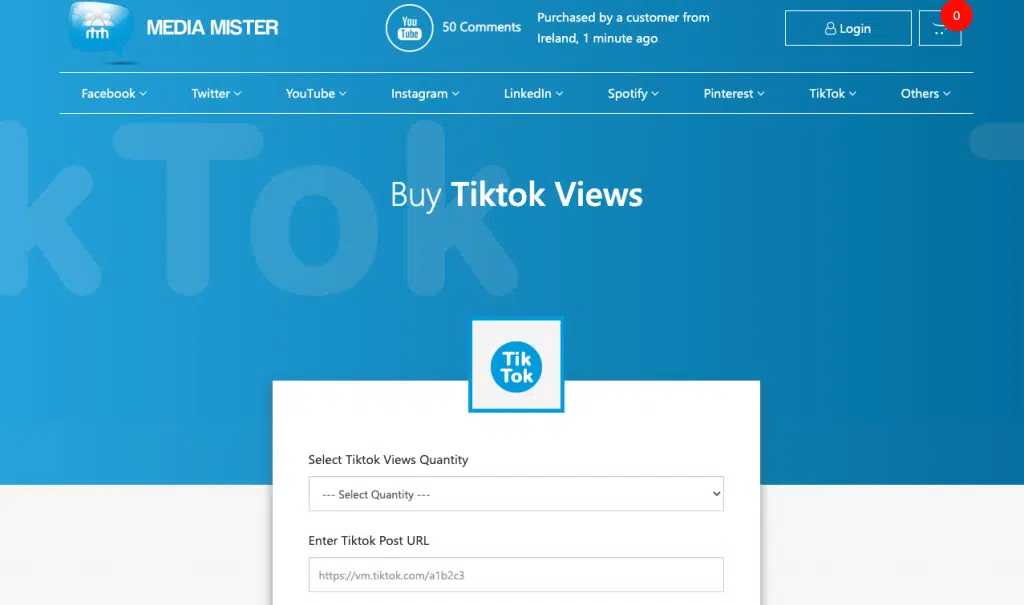 MEDIA MISTER
You
Tube
50 Comments
Purchased by a customer from
Ireland, 1 minute ago
Login
0
Facebook
Twitter
YouTube
Instagram
LinkedIn
Spotify
Pinterest
TikTok
Others
kTok
Buy Tiktok Views
Tik
Tok
Select Tiktok Views Quantity
--- Select Quantity ---
Enter Tiktok Post URL
https://vm.tiktok.com/a1b2c3